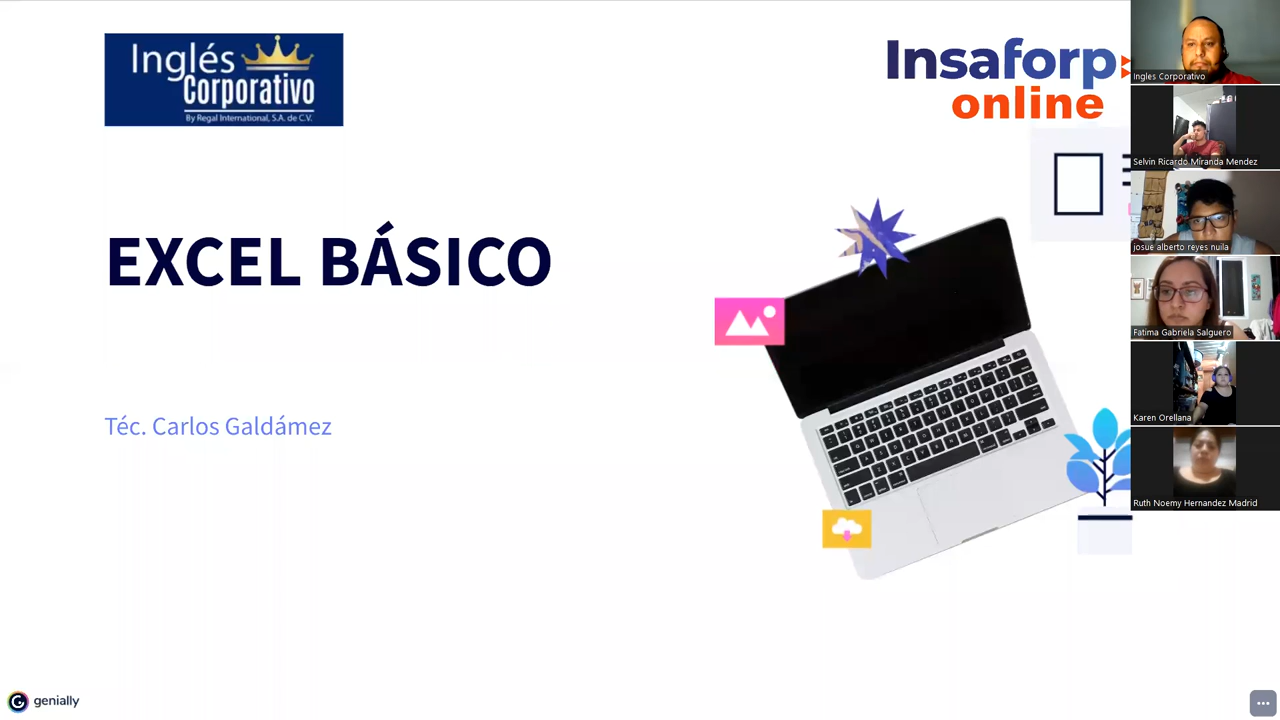 Inglés
Corporativo
By Regal International, S.A. de C.V.
Insaforp
online
EXCEL BÁSICO
Téc. Carlos Galdámez
genially
Ingles Corporativo
Selvin Ricardo Miranda Mendez
josue alberto reyes nuila
Fatima Gabriela Salguero
Karen Orellana
Ruth Noemy Hernandez Madrid